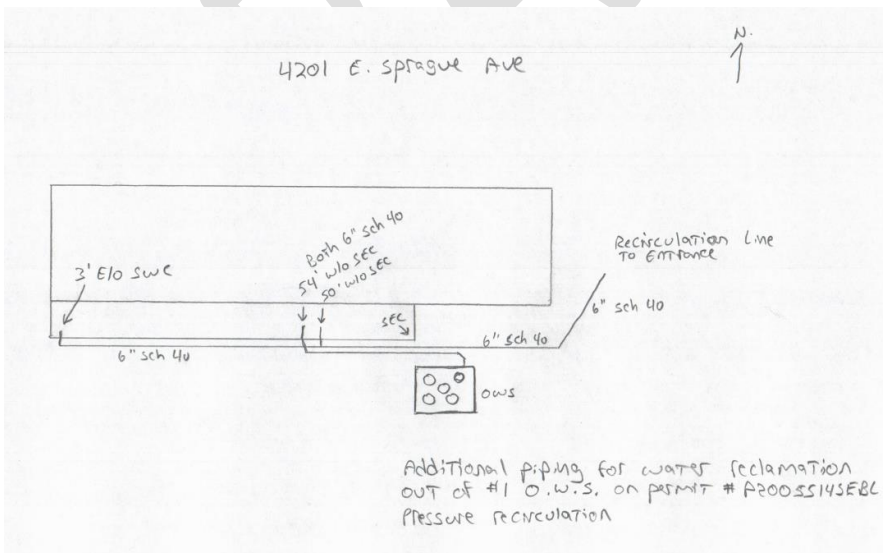 N.
4201 E. Sprague Ave
Both 6" sch 40
54' w/o SEC
50' w/o SEC
3' E/o SWC
SEC
Recirculation Line
To Entrance
6" sch 40
6" sch 40
6" sch 40
OWS
Additional piping for water reclamation
out of #1 O.W.S. on permit #
Pressure recirculation